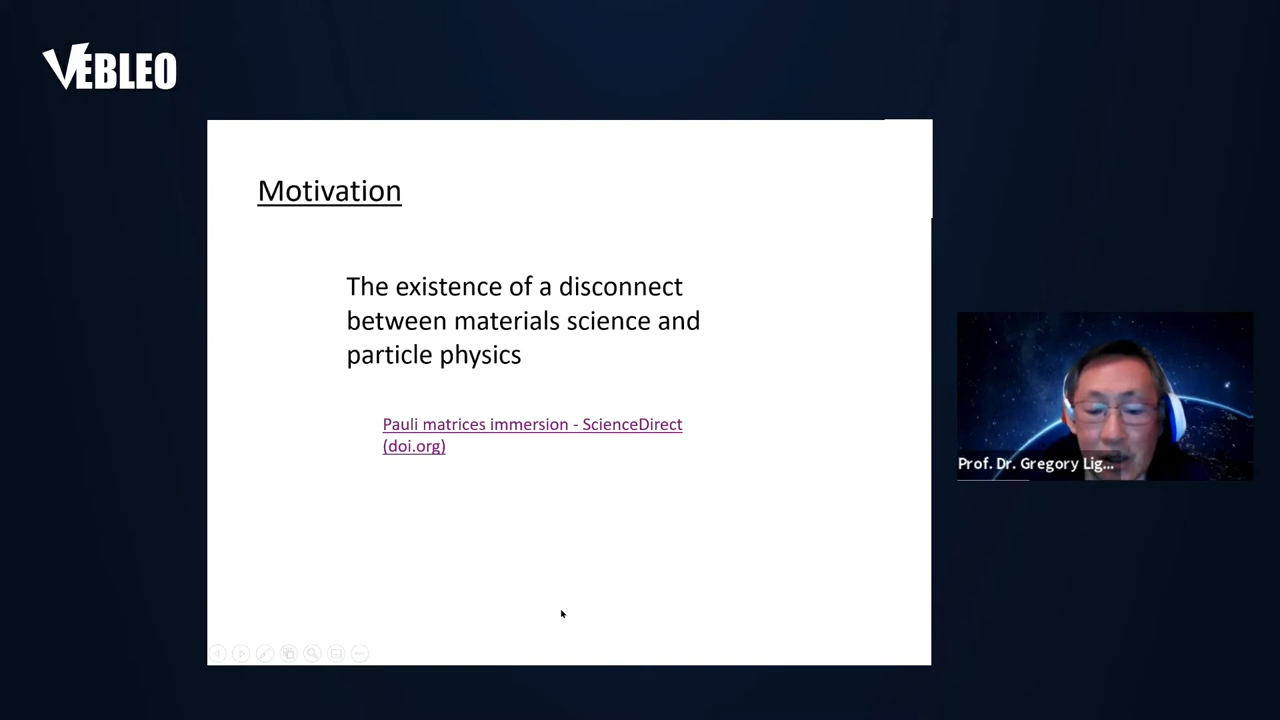 VEBLEO
Motivation
The existence of a disconnect
between materials science and
particle physics
Pauli matrices immersion - ScienceDirect
(doi.org)
Prof. Dr. Gregory Lig...